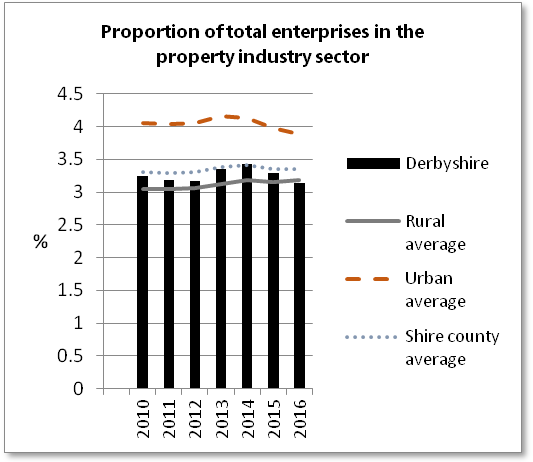 Proportion of total enterprises in the
property industry sector
4.5
4
3.5
3
2.5
2
1.5
1
0.5
0
%
2010
2011
2012
2013
2014
2015
2016
Derbyshire
Rural
average
Urban
average
Shire county
average